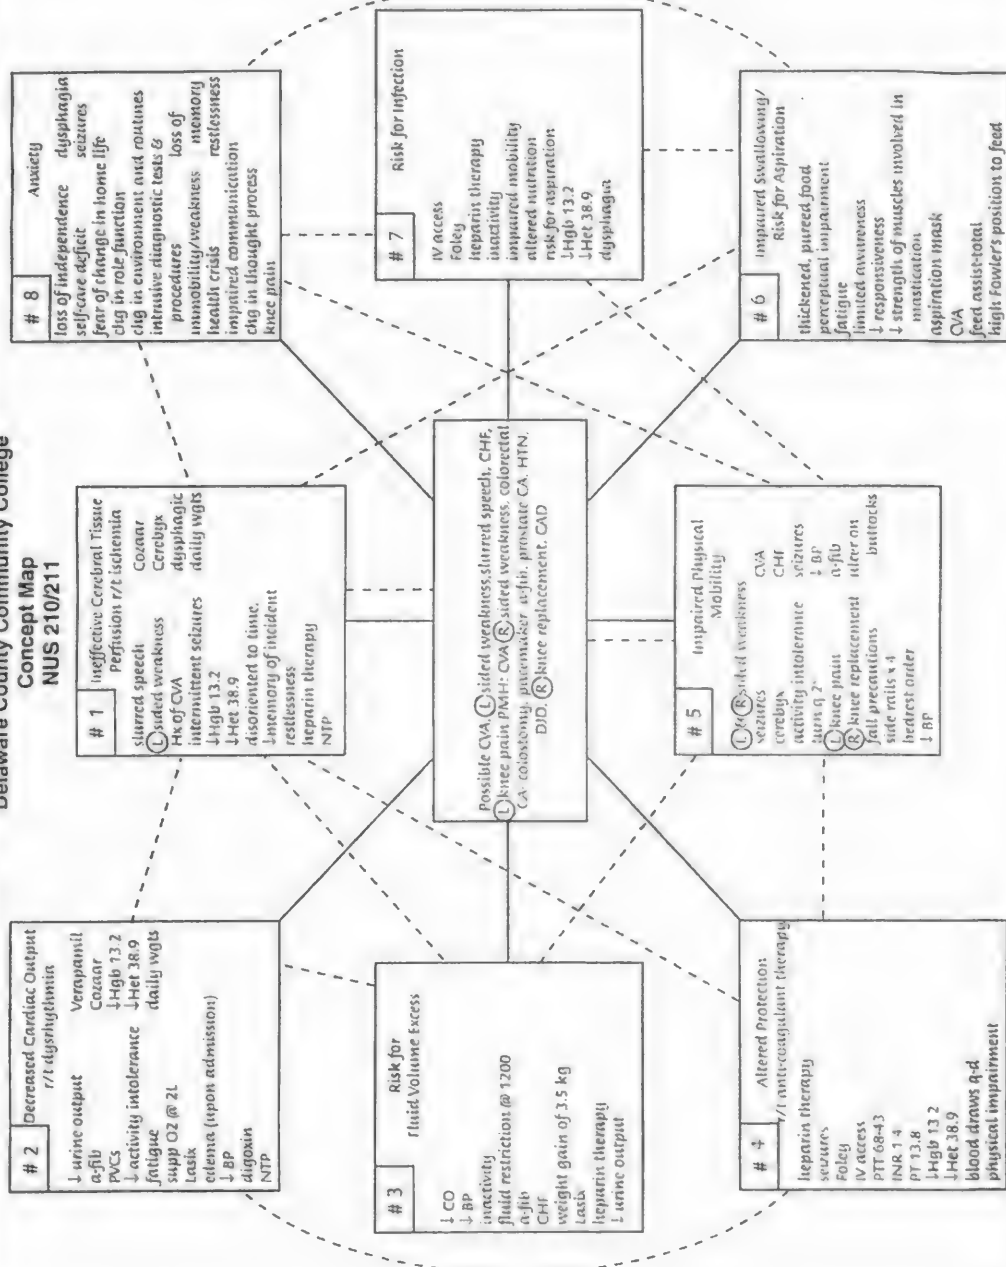 Delaware County Community College
Concept Map
NUS 210/211
# 2
Decreased Cardiac Output
r/t dysrhythmia
↓ urine output
a-fib
PVCs
↓ activity intolerance
fatigue
supp O2 @ 2L
Lasix
edema (upon admission)
↓ BP
digoxin
NTP
Verapamil
Cozaar
↓Hgb 13.2
↓Hct 38.9
daily wgts
# 1
Ineffective Cerebral Tissue
Perfusion r/t ischemia
slurred speech
Ⓛsided weakness
Hx of CVA
intermittent seizures
↓Hgb 13.2
↓Hct 38.9
disoriented to time,
↓memory of incident
restlessness
heparin therapy
NTP
Cozaar
Cerebyx
dysphagic
daily wgts
# 8
Anxiety
loss of independence
self-care deficit
fear of change in home life
chg in role function
chg in environment and routines
intrusive diagnostic tests &
procedures
immobility/weakness
health crisis
impaired communication
chg in thought process
knee pain
dysphagia
seizures
loss of
memory
restlessness
# 3
Risk for
Fluid Volume Excess
↓ CO
↓ BP
inactivity
fluid restriction @ 1200
a-fib
CHF
weight gain of 3.5 kg
Lasix
heparin therapy
↓ urine output
Possible CVA, Ⓛsided weakness,slurred speech, CHF,
Ⓛknee pain PMH: CVA Ⓡsided weakness, colorectal
CA- colostomy, pacemaker a-fib, prostate CA, HTN,
DJD, Ⓡknee replacement, CAD
# 7
Risk for Infection
IV access
Foley
heparin therapy
inactivity
impaired mobility
altered nutrition
risk for aspiration
↓Hgb 13.2
↓Hct 38.9
dysphagia
# 4
Altered Protection
r/t anticoagulant therapy
heparin therapy
seizures
Foley
IV access
PTT 68-43
INR 1.4
PT 13.8
↓Hgb 13.2
↓Hct 38.9
blood draws q-d
physical impairment
# 5
Impaired Physical
Mobility
Ⓛ&Ⓡsided weakness
seizures
cerebyx
activity intolerance
turn q 2°
Ⓛknee pain
Ⓡknee replacement
fall precautions
side rails x 4
bedrest order
↓ BP
CVA
CHF
seizures
↓ BP
a-fib
ulcer on
buttocks
# 6
Impaired Swallowing/
Risk for Aspiration
thickened, pureed food
perceptual impairment
fatigue
limited awareness
↓ responsiveness
↓ strength of muscles involved in
mastication
aspiration mask
CVA
feed assist-total
high Fowler's position to feed